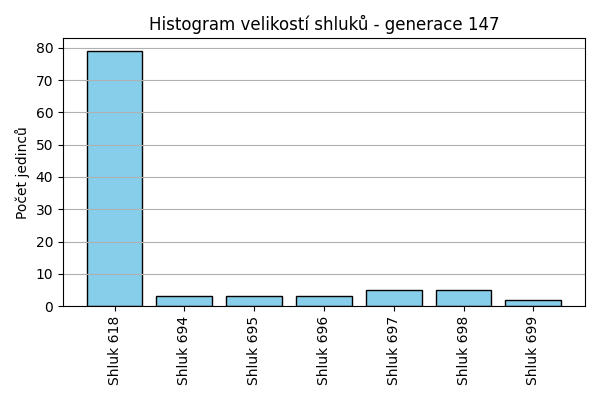 Histogram velikostí shluků - generace 147
Počet jedinců
80
70
60
50
40
30
20
10
0
Shluk 618
Shluk 694
Shluk 695
Shluk 696
Shluk 697
Shluk 698
Shluk 699